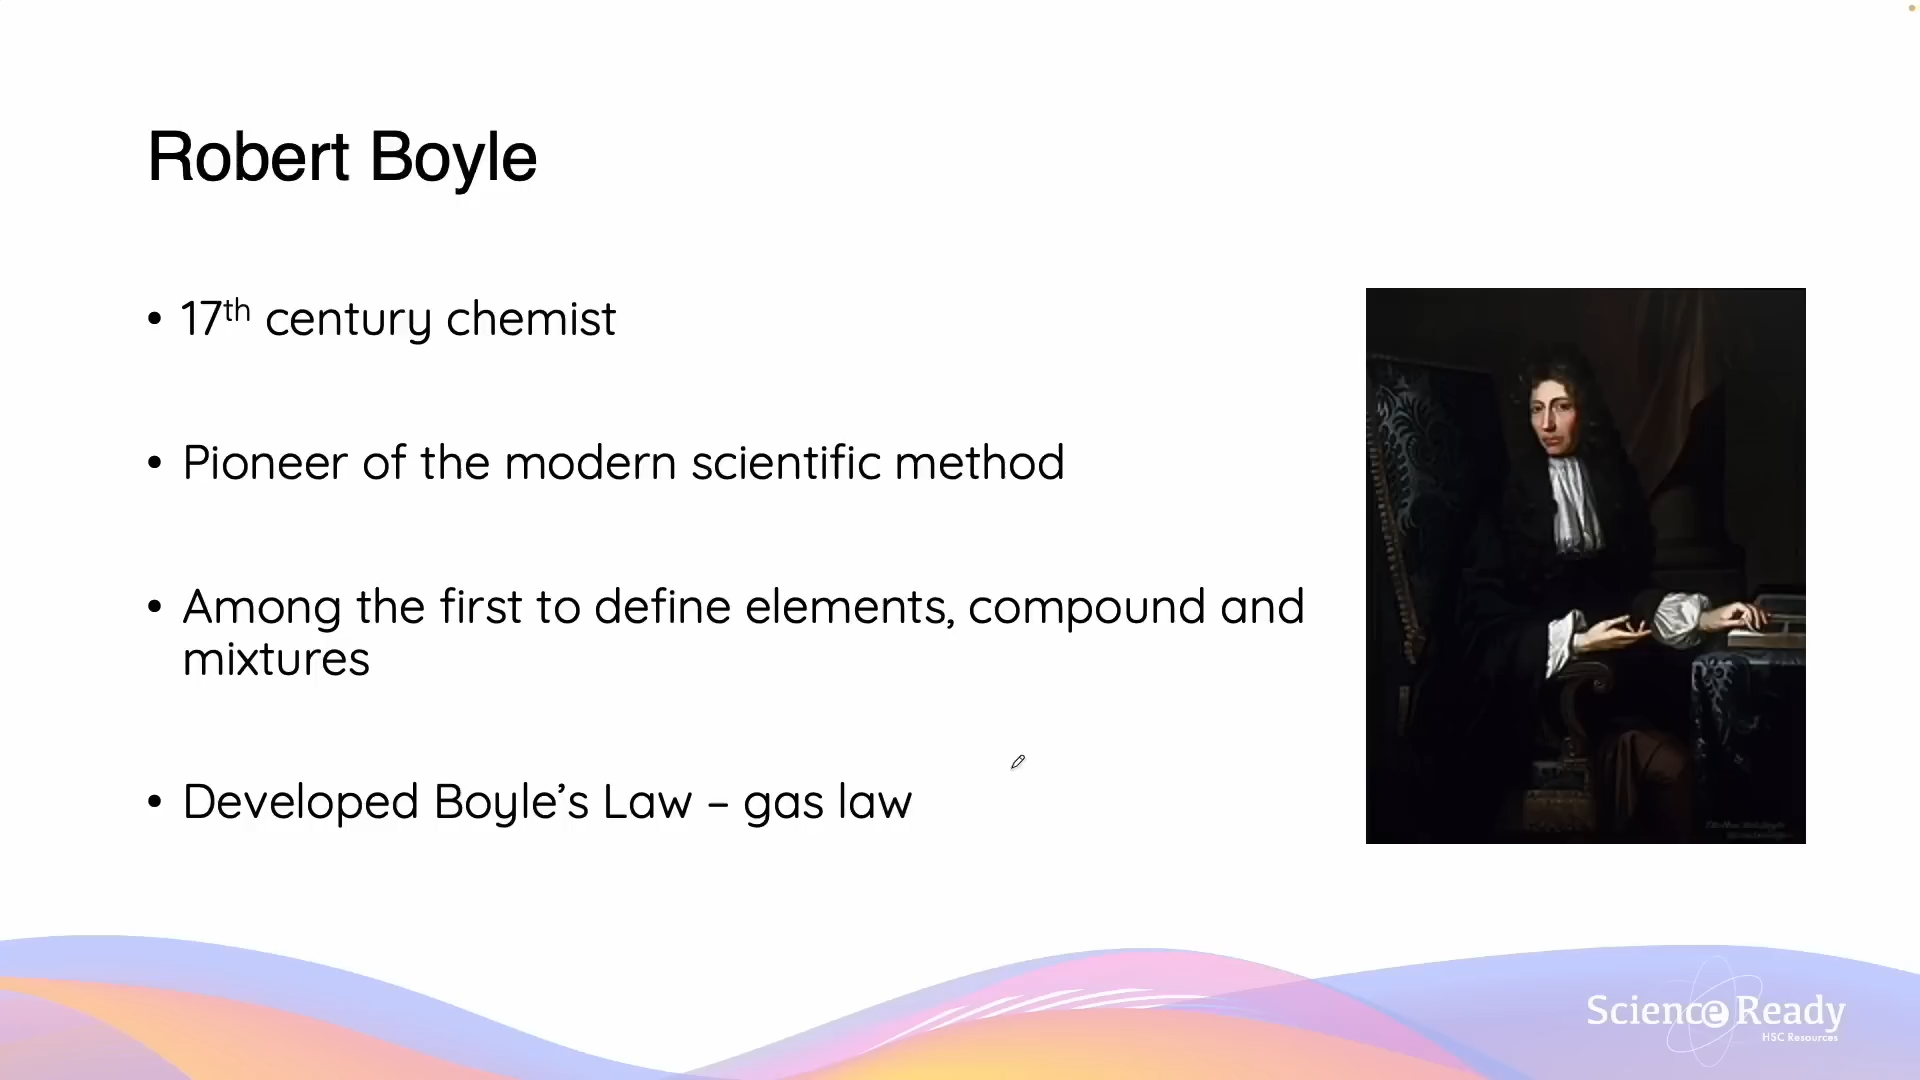 Robert Boyle
• 17th century chemist
• Pioneer of the modern scientific method
• Among the first to define elements, compound and
mixtures
• Developed Boyle’s Law – gas law
Science Ready
HSC Resources